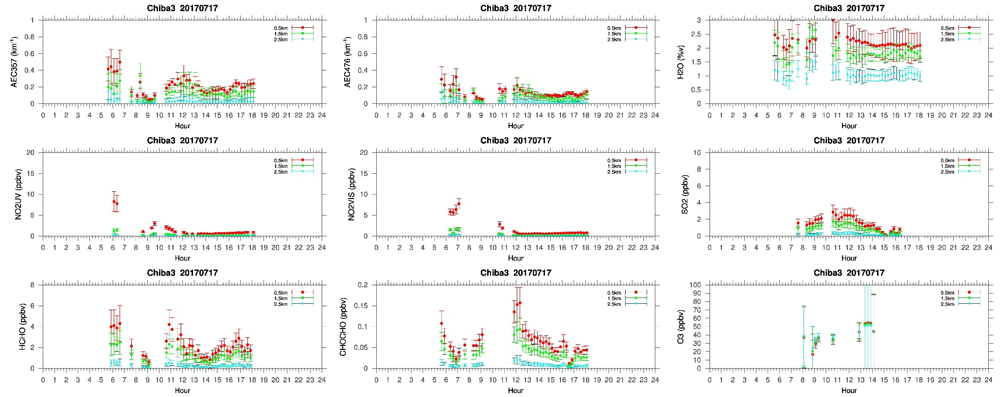 Chiba3 20170717
AEC357 (km⁻¹)
1
0.8
0.6
0.4
0.2
0
0.5km
1.5km
2.5km
0 1 2 3 4 5 6 7 8 9 10 11 12 13 14 15 16 17 18 19 20 21 22 23 24
Hour
Chiba3 20170717
AEC476 (km⁻¹)
1
0.8
0.6
0.4
0.2
0
0.5km
1.5km
2.5km
0 1 2 3 4 5 6 7 8 9 10 11 12 13 14 15 16 17 18 19 20 21 22 23 24
Hour
Chiba3 20170717
H2O (%v)
3
2.5
2
1.5
1
0.5
0
0.5km
1.5km
2.5km
0 1 2 3 4 5 6 7 8 9 10 11 12 13 14 15 16 17 18 19 20 21 22 23 24
Hour
Chiba3 20170717
NO2UV (ppbv)
20
15
10
5
0
0.5km
1.5km
2.5km
0 1 2 3 4 5 6 7 8 9 10 11 12 13 14 15 16 17 18 19 20 21 22 23 24
Hour
Chiba3 20170717
NO2VIS (ppbv)
20
15
10
5
0
0.5km
1.5km
2.5km
0 1 2 3 4 5 6 7 8 9 10 11 12 13 14 15 16 17 18 19 20 21 22 23 24
Hour
Chiba3 20170717
SO2 (ppbv)
10
8
6
4
2
0
0.5km
1.5km
2.5km
0 1 2 3 4 5 6 7 8 9 10 11 12 13 14 15 16 17 18 19 20 21 22 23 24
Hour
Chiba3 20170717
HCHO (ppbv)
8
6
4
2
0
0.5km
1.5km
2.5km
0 1 2 3 4 5 6 7 8 9 10 11 12 13 14 15 16 17 18 19 20 21 22 23 24
Hour
Chiba3 20170717
CHOCHO (ppbv)
0.2
0.15
0.1
0.05
0
0.5km
1.5km
2.5km
0 1 2 3 4 5 6 7 8 9 10 11 12 13 14 15 16 17 18 19 20 21 22 23 24
Hour
Chiba3 20170717
O3 (ppbv)
100
90
80
70
60
50
40
30
20
10
0
0.5km
1.5km
2.5km
0 1 2 3 4 5 6 7 8 9 10 11 12 13 14 15 16 17 18 19 20 21 22 23 24
Hour